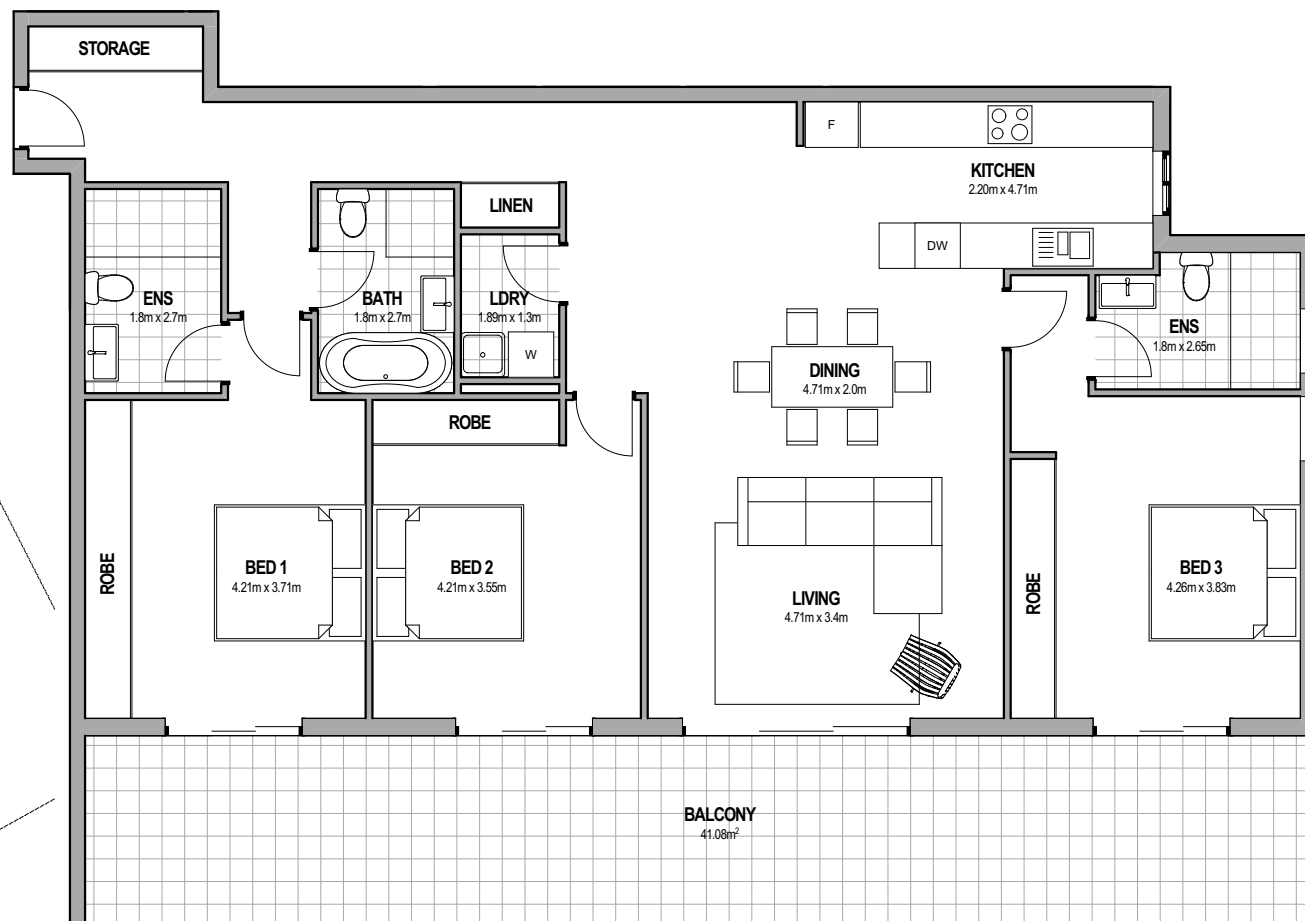 STORAGE
F
KITCHEN
2.20m x 4.71m
LINEN
DW
ENS
1.8m x 2.7m
BATH
1.8m x 2.7m
LDRY
1.89m x 1.3m
W
ENS
1.8m x 2.65m
DINING
4.71m x 2.0m
ROBE
ROBE
BED 1
4.21m x 3.71m
BED 2
4.21m x 3.55m
LIVING
4.71m x 3.4m
ROBE
BED 3
4.26m x 3.83m
BALCONY
41.08m²